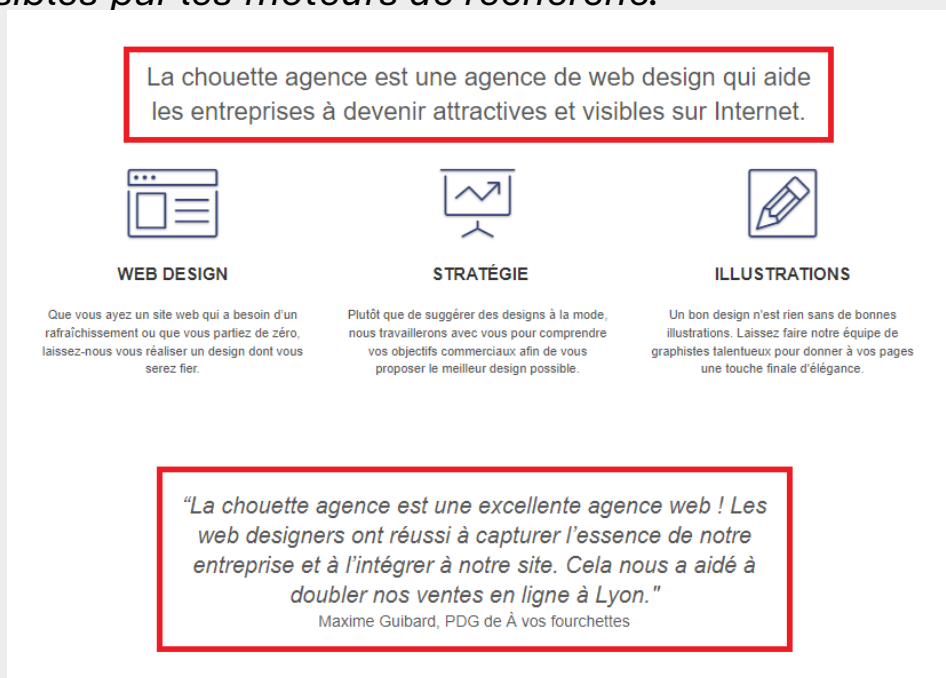 sibles par les moteurs de recherche.
La chouette agence est une agence de web design qui aide
les entreprises à devenir attractives et visibles sur Internet.
WEB DESIGN
Que vous ayez un site web qui a besoin d'un
rafraîchissement ou que vous partiez de zéro,
laissez-nous vous réaliser un design dont vous
serez fier.
STRATÉGIE
Plutôt que de suggérer des designs à la mode,
nous travaillerons avec vous pour comprendre
vos objectifs commerciaux afin de vous
proposer le meilleur design possible.
ILLUSTRATIONS
Un bon design n'est rien sans de bonnes
illustrations. Laissez faire notre équipe de
graphistes talentueux pour donner à vos pages
une touche finale d'élégance.
“La chouette agence est une excellente agence web ! Les
web designers ont réussi à capturer l'essence de notre
entreprise et à l'intégrer à notre site. Cela nous a aidé à
doubler nos ventes en ligne à Lyon."
Maxime Guibard, PDG de À vos fourchettes